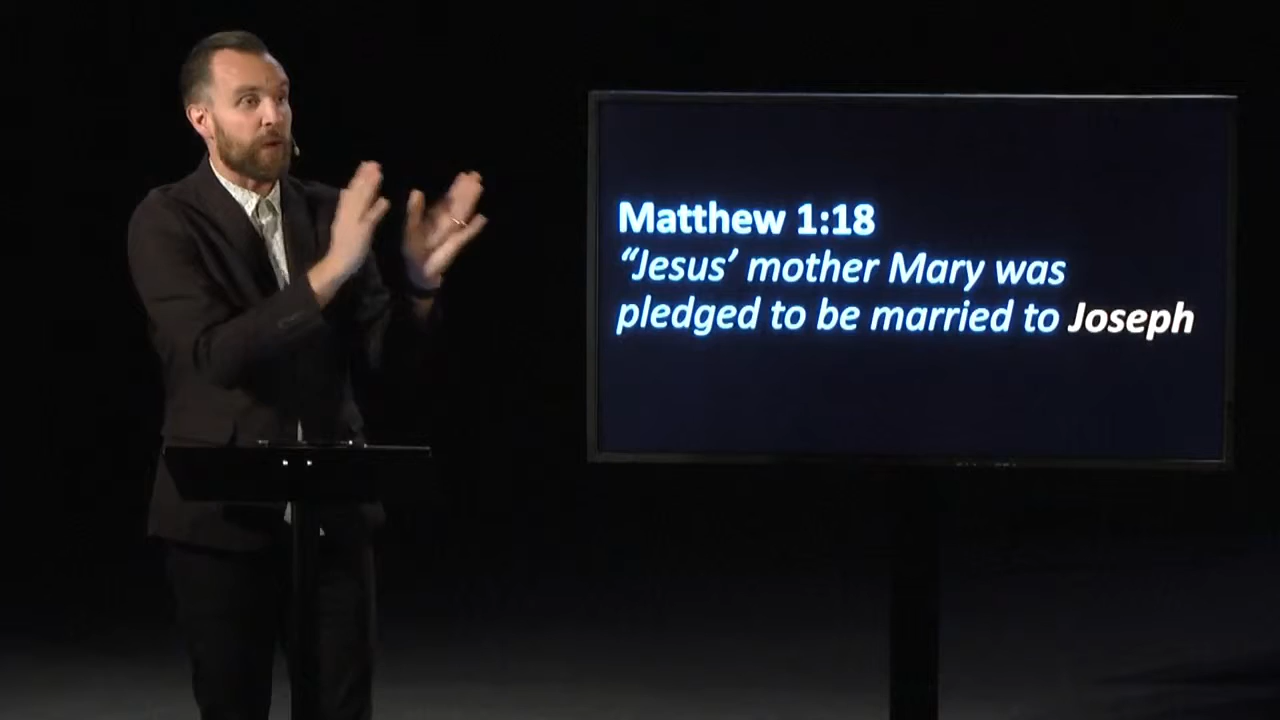 Matthew 1:18
“Jesus’ mother Mary was
pledged to be married to Joseph